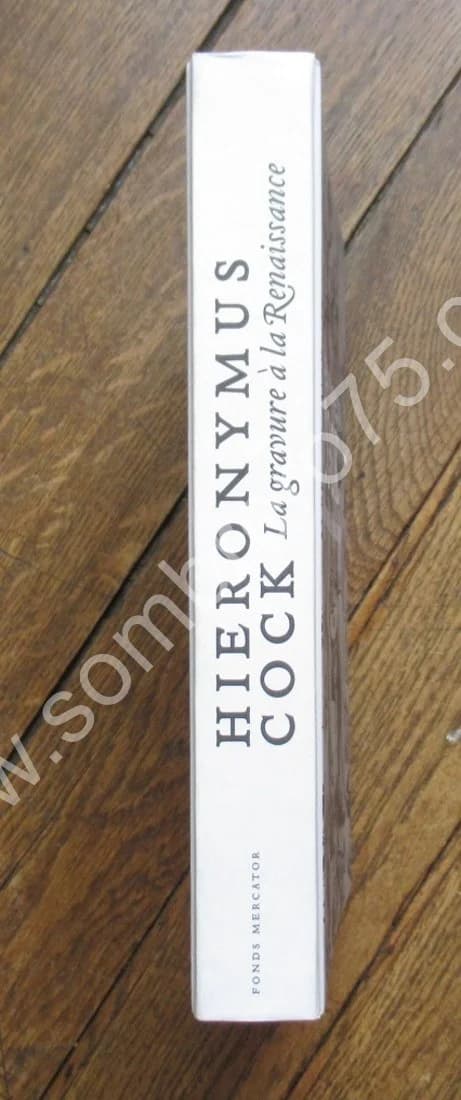 HIERONYMUS
COCK La gravure à la Renaissance
FONDS MERCATOR